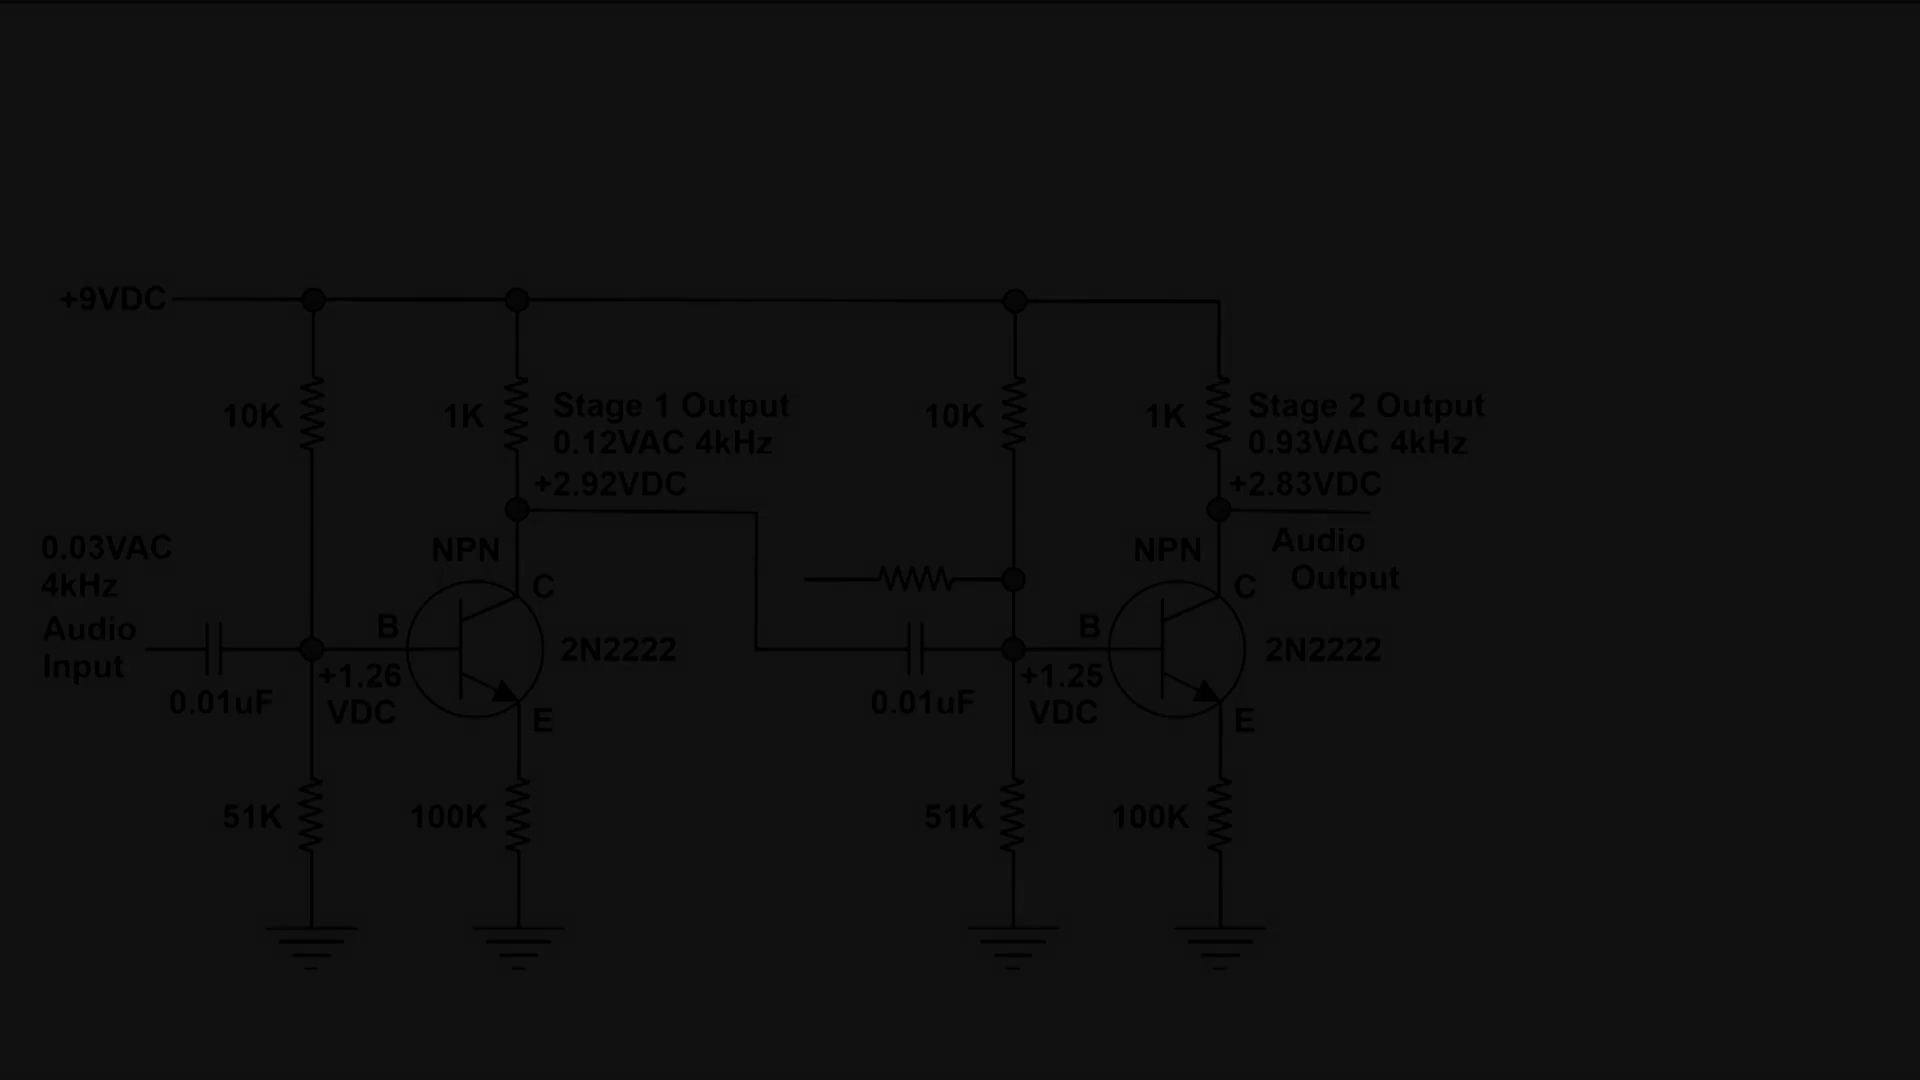 +9VDC
10K
1K
Stage 1 Output
0.12VAC 4kHz
+2.92VDC
10K
1K
Stage 2 Output
0.93VAC 4kHz
+2.83VDC
0.03VAC
4kHz
Audio
Input
0.01uF
NPN
B
C
E
2N2222
+1.26
VDC
0.01uF
NPN
B
C
E
2N2222
+1.25
VDC
Audio
Output
51K
100K
51K
100K